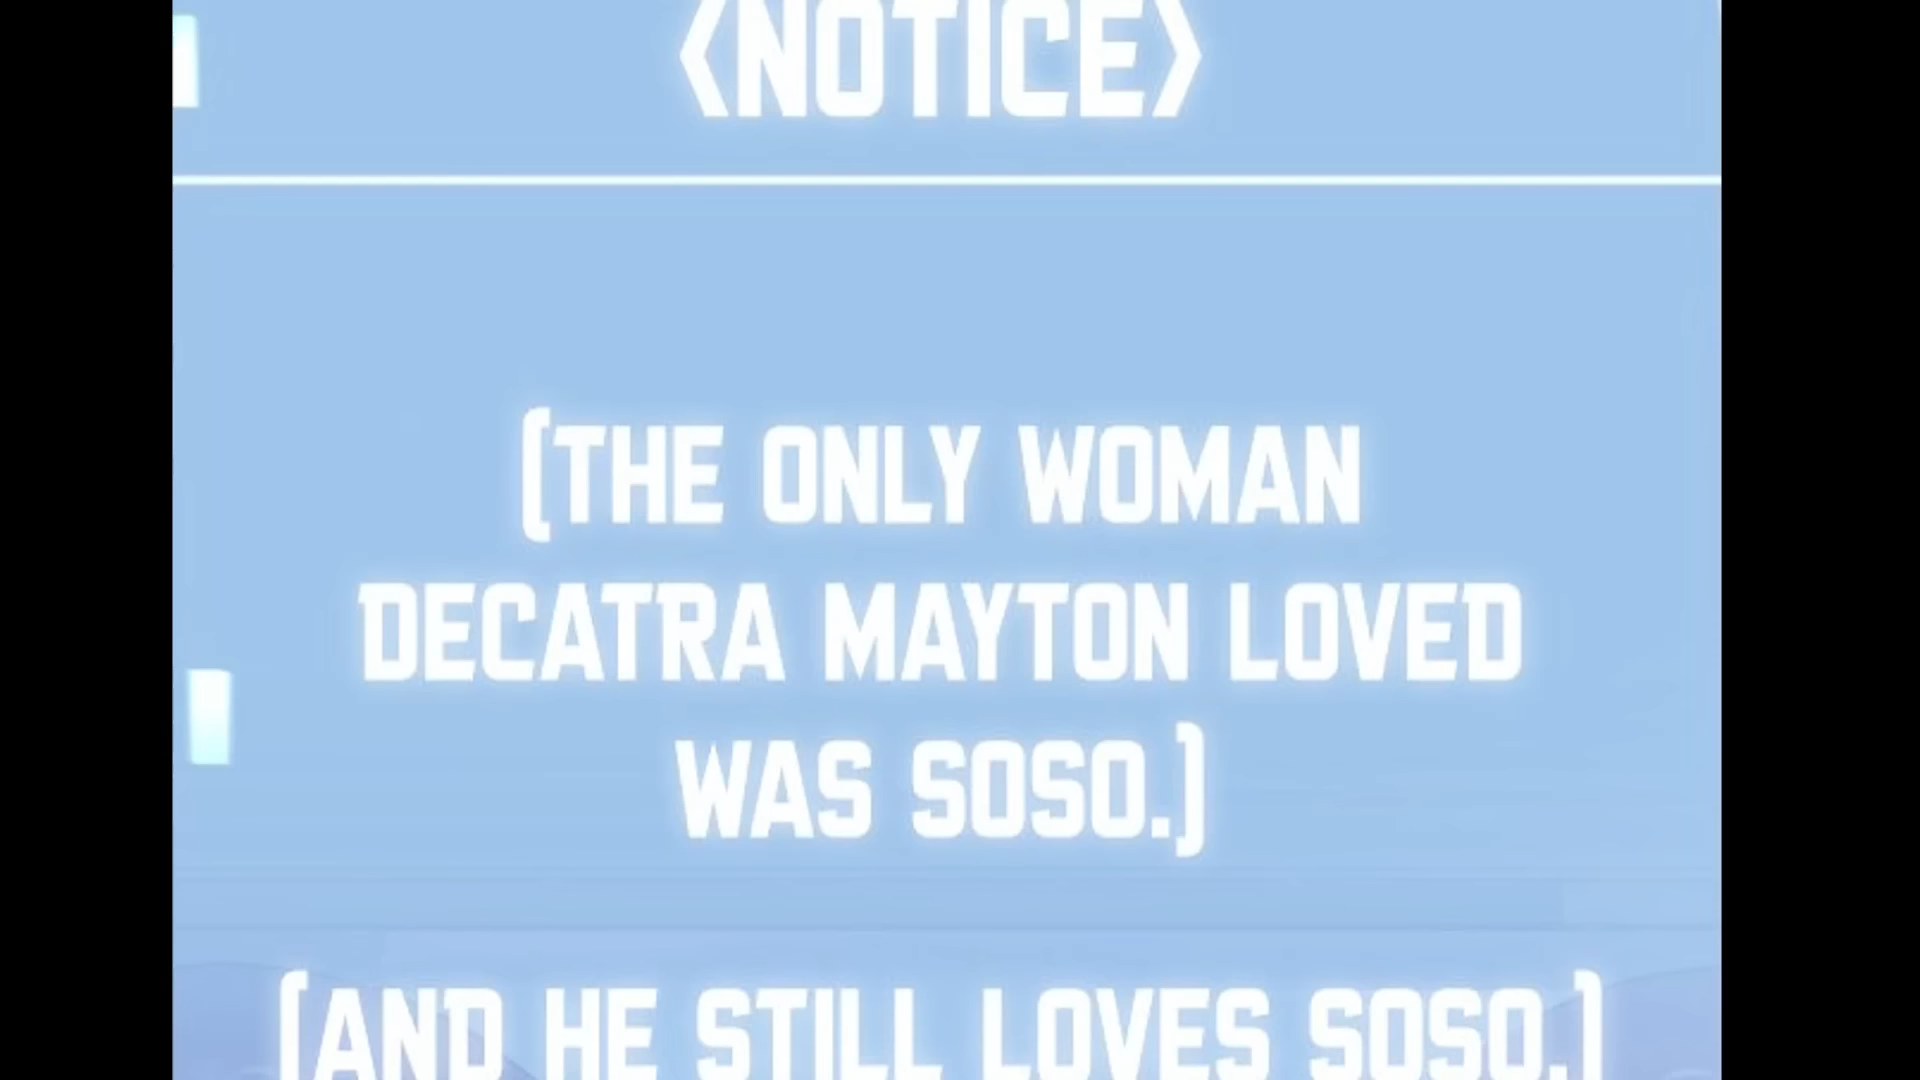 <NOTICE>
(THE ONLY WOMAN
DECATRA MAYTON LOVED
WAS SOSO.)
(AND HE STILL LOVES SOSO.)